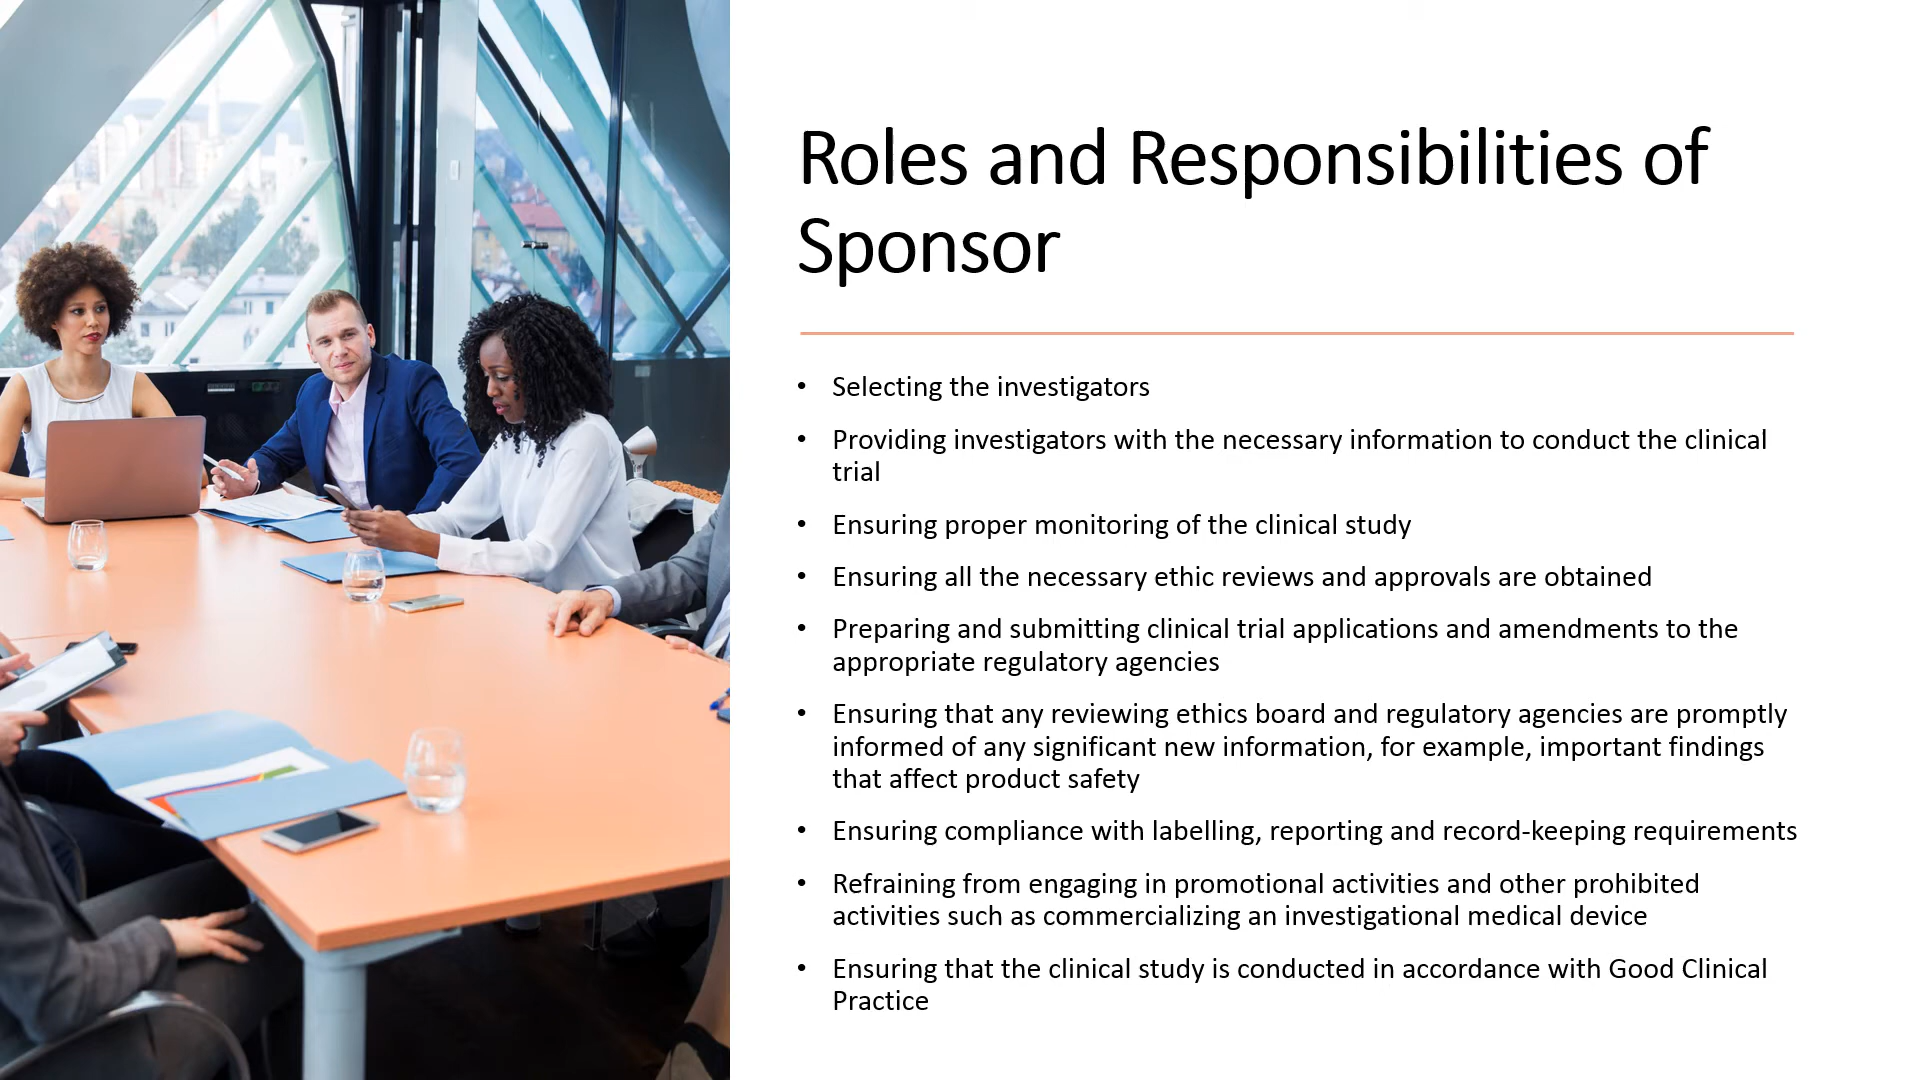 Roles and Responsibilities of
Sponsor
• Selecting the investigators
• Providing investigators with the necessary information to conduct the clinical
trial
• Ensuring proper monitoring of the clinical study
• Ensuring all the necessary ethic reviews and approvals are obtained
• Preparing and submitting clinical trial applications and amendments to the
appropriate regulatory agencies
• Ensuring that any reviewing ethics board and regulatory agencies are promptly
informed of any significant new information, for example, important findings
that affect product safety
• Ensuring compliance with labelling, reporting and record-keeping requirements
• Refraining from engaging in promotional activities and other prohibited
activities such as commercializing an investigational medical device
• Ensuring that the clinical study is conducted in accordance with Good Clinical
Practice